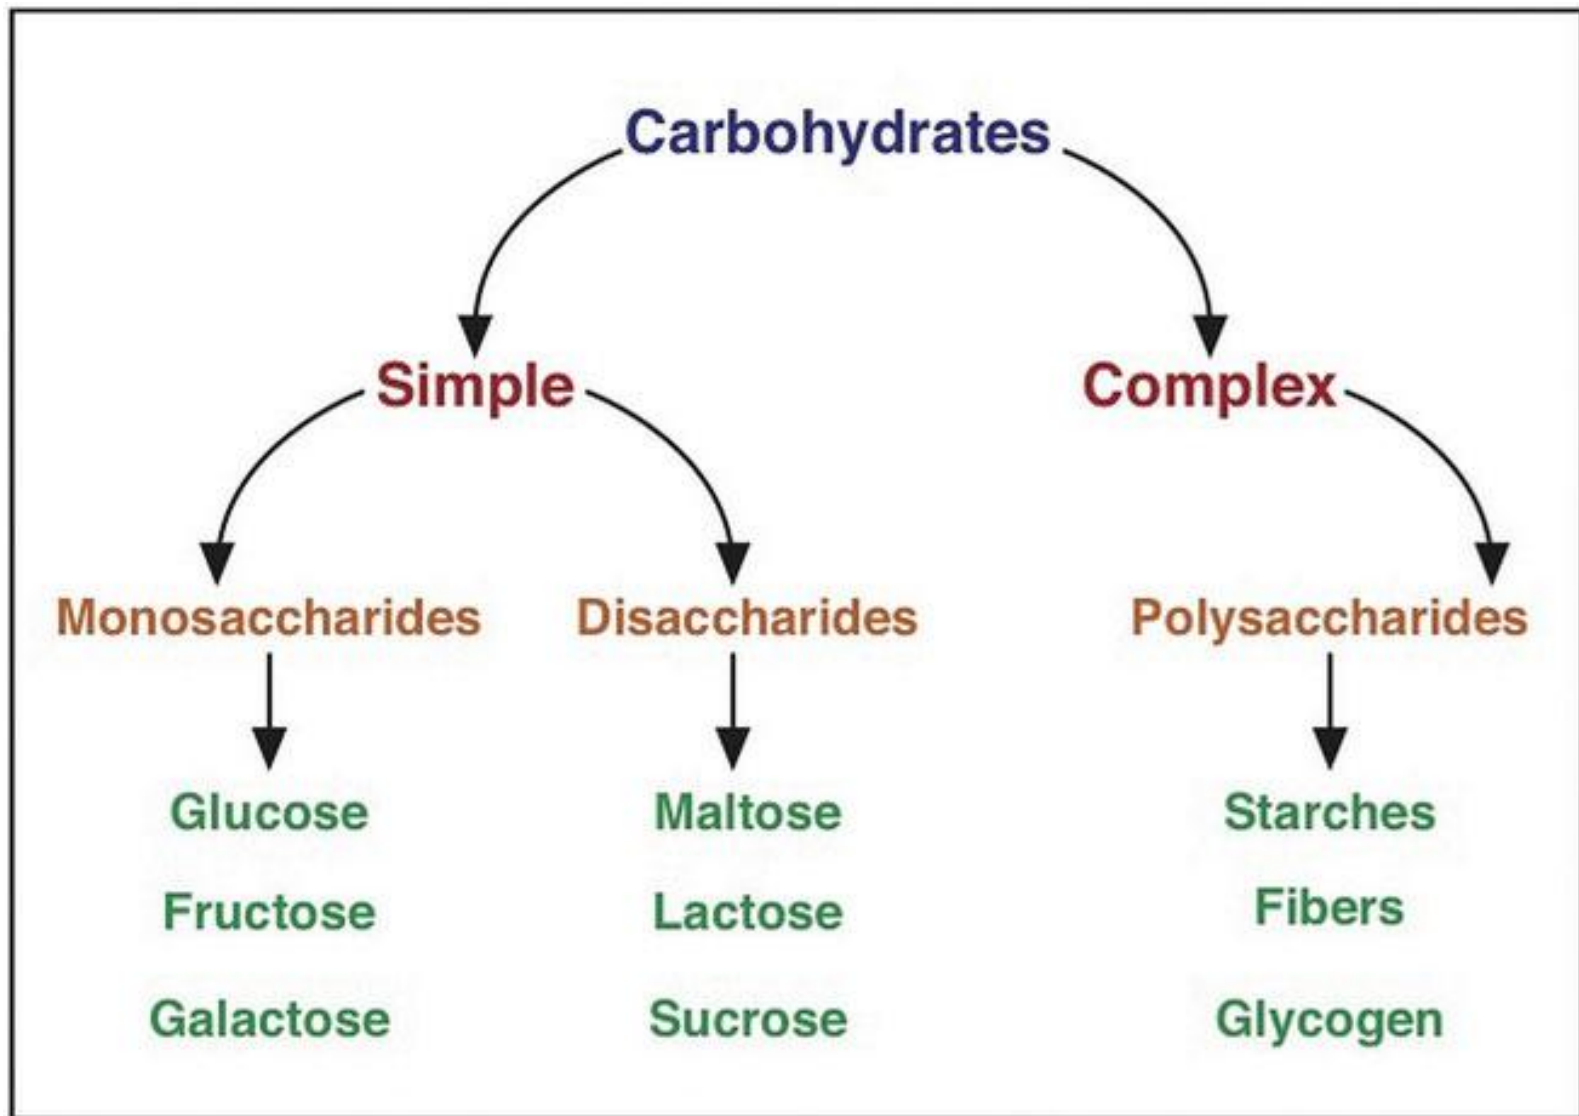 Carbohydrates
Simple
Complex
Monosaccharides
Disaccharides
Polysaccharides
Glucose
Maltose
Starches
Fructose
Lactose
Fibers
Galactose
Sucrose
Glycogen